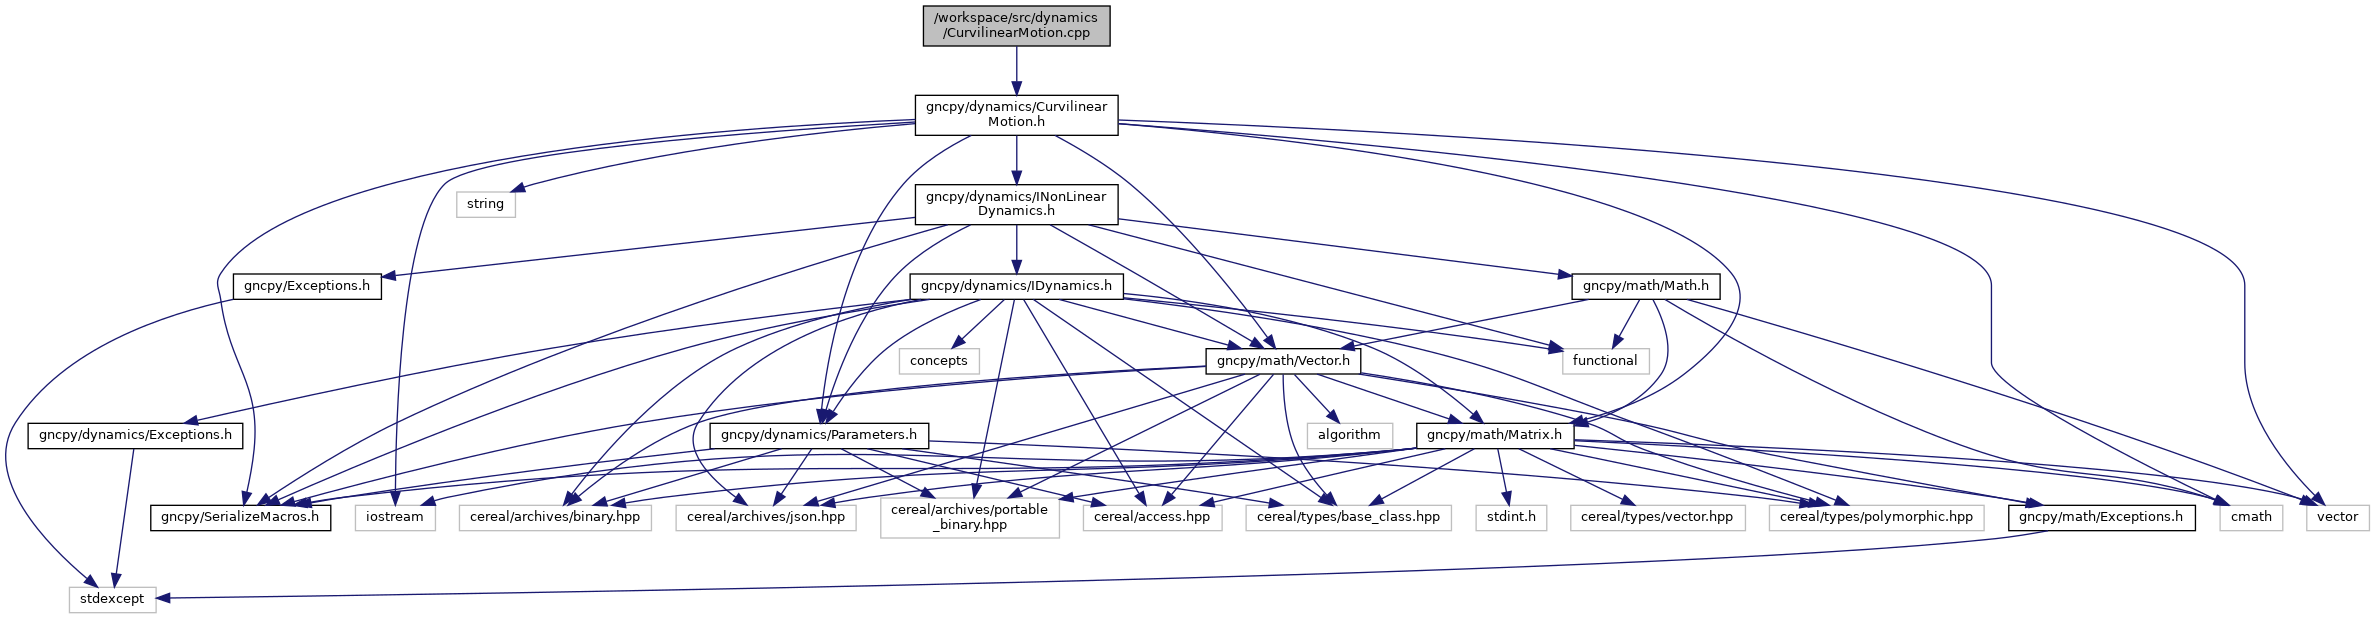 /workspace/src/dynamics
/CurvilinearMotion.cpp
gncpy/dynamics/Curvilinear
Motion.h
string
gncpy/dynamics/INonLinear
Dynamics.h
gncpy/Exceptions.h
gncpy/dynamics/IDynamics.h
gncpy/math/Math.h
concepts
gncpy/math/Vector.h
functional
gncpy/dynamics/Exceptions.h
gncpy/dynamics/Parameters.h
algorithm
gncpy/math/Matrix.h
gncpy/SerializeMacros.h
iostream
cereal/archives/binary.hpp
cereal/archives/json.hpp
cereal/archives/portable
_binary.hpp
cereal/access.hpp
cereal/types/base_class.hpp
stdint.h
cereal/types/vector.hpp
cereal/types/polymorphic.hpp
gncpy/math/Exceptions.h
cmath
vector
stdexcept